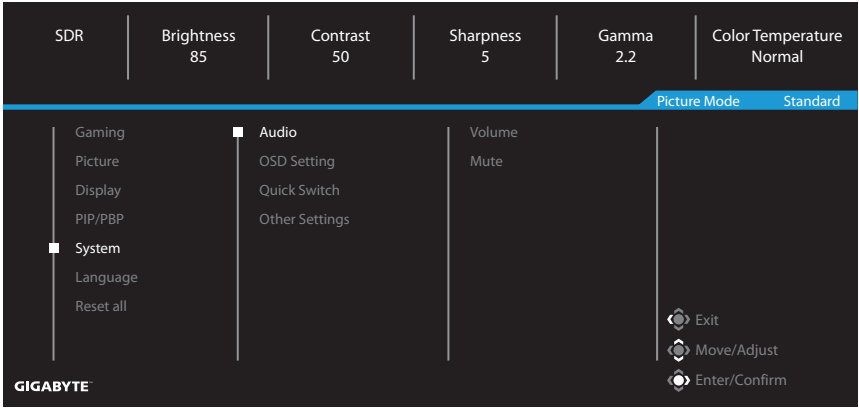 SDR
Brightness
85
Contrast
50
Sharpness
5
Gamma
2.2
Color Temperature
Normal
Picture Mode Standard
Gaming
Picture
Display
PIP/PBP
System
Language
Reset all
Audio
OSD Setting
Quick Switch
Other Settings
Volume
Mute
Exit
Move/Adjust
Enter/Confirm
GIGABYTE™